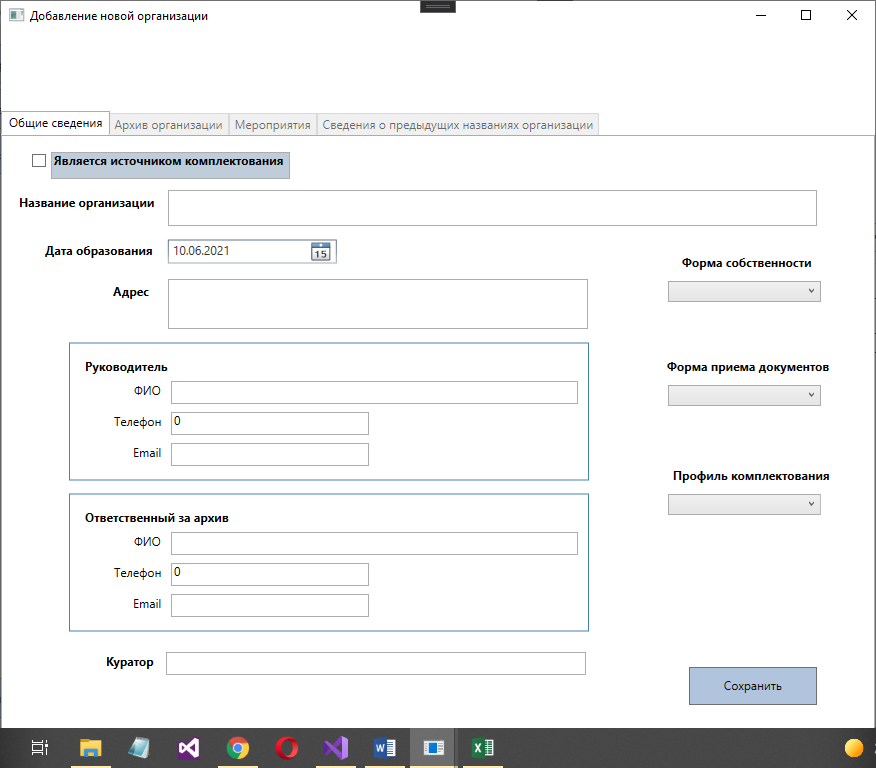 Добавление новой организации
Общие сведения Архив организации Мероприятия Сведения о предыдущих названиях организации
Является источником комплектования
Название организации
Дата образования 10.06.2021 15
Форма собственности
Адрес
Руководитель
Форма приема документов
ФИО
Телефон 0
Email
Профиль комплектования
Ответственный за архив
ФИО
Телефон 0
Email
Куратор
Сохранить